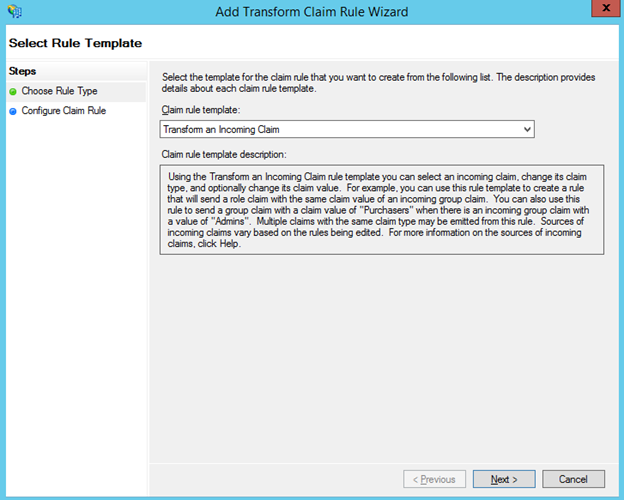 Add Transform Claim Rule Wizard
x
Select Rule Template
Steps
Choose Rule Type
Configure Claim Rule
Select the template for the claim rule that you want to create from the following list. The description provides
details about each claim rule template.
Claim rule template:
Transform an Incoming Claim
Claim rule template description:
Using the Transform an Incoming Claim rule template you can select an incoming claim, change its claim
type, and optionally change its claim value. For example, you can use this rule template to create a rule
that will send a role claim with the same claim value of an incoming group claim. You can also use this
rule to send a group claim with a claim value of "Purchasers" when there is an incoming group claim with
a value of "Admins". Multiple claims with the same claim type may be emitted from this rule. Sources of
incoming claims vary based on the rules being edited. For more information on the sources of incoming
claims, click Help.
< Previous
Next >
Cancel